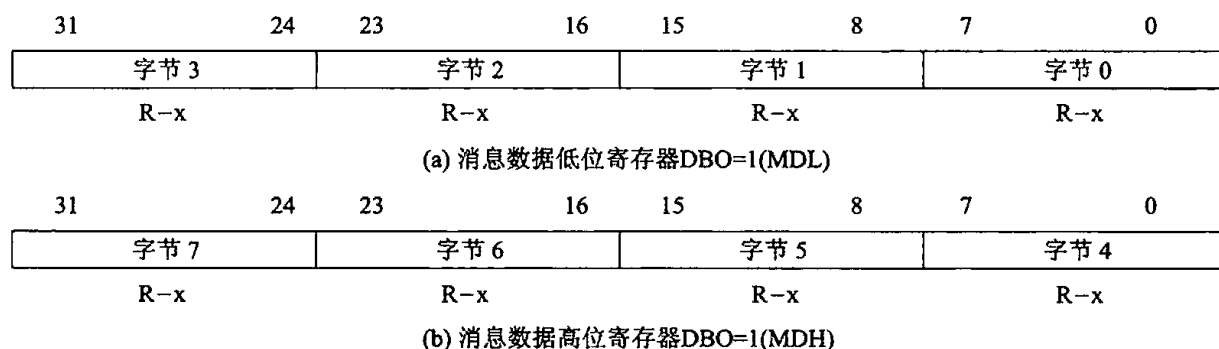 31 24 23 16 15 8 7 0
字节 3 字节 2 字节 1 字节 0
R-x R-x R-x R-x
(a) 消息数据低位寄存器DBO=1(MDL)
31 24 23 16 15 8 7 0
字节 7 字节 6 字节 5 字节 4
R-x R-x R-x R-x
(b) 消息数据高位寄存器DBO=1(MDH)